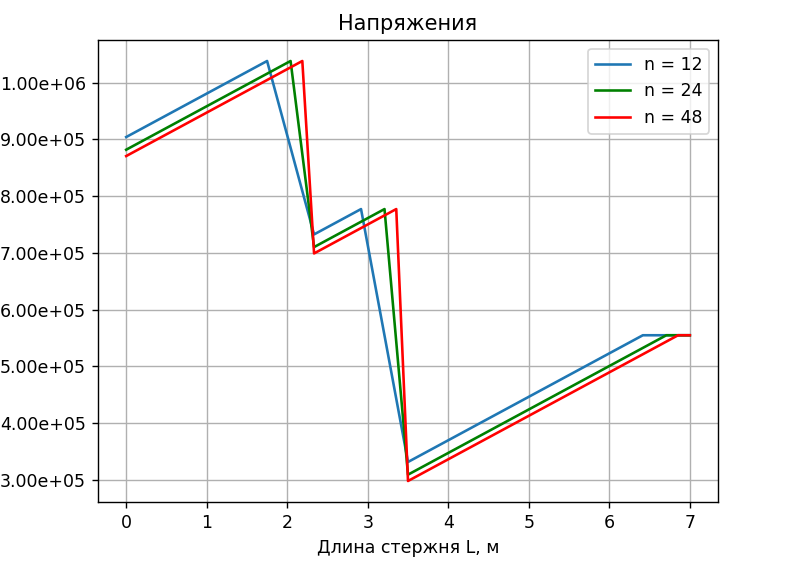 Напряжения
n = 12
n = 24
n = 48
1.00e+06
9.00e+05
8.00e+05
7.00e+05
6.00e+05
5.00e+05
4.00e+05
3.00e+05
0 1 2 3 4 5 6 7
Длина стержня L, м